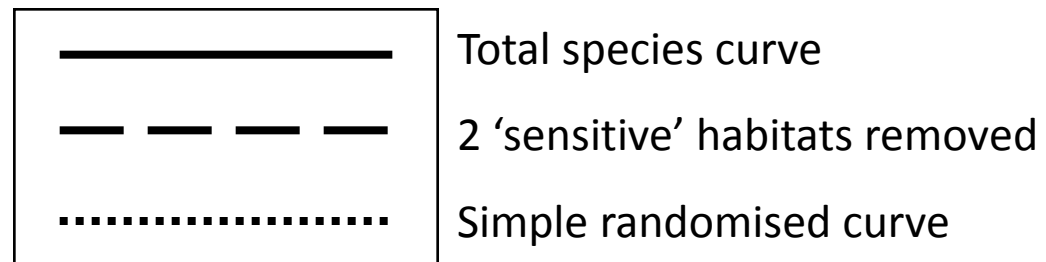 Total species curve
2 ‘sensitive’ habitats removed
Simple randomised curve